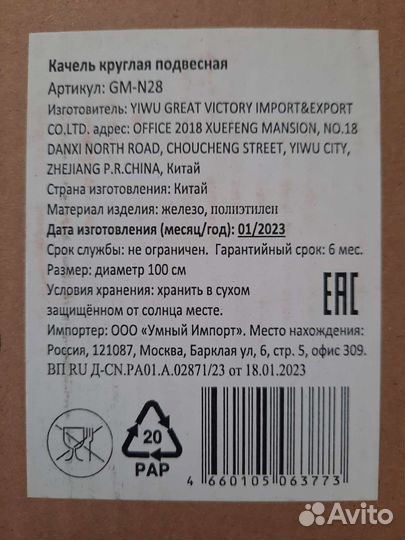 Качель круглая подвесная
Артикул: GM-N28
Изготовитель: YIWU GREAT VICTORY IMPORT&EXPORT
CO.LTD. адрес: OFFICE 2018 XUEFENG MANSION, NO.18
DANXI NORTH ROAD, CHOUCHENG STREET, YIWU CITY,
ZHEJIANG P.R.CHINA, Китай
Страна изготовления: Китай
Материал изделия: железо, полиэтилен
Дата изготовления (месяц/год): 01/2023
Срок службы: не ограничен. Гарантийный срок: 6 мес.
Размер: диаметр 100 см
Условия хранения: хранить в сухом
защищённом от солнца месте.
EAC
Импортер: ООО «Умный Импорт». Место нахождения:
Россия, 121087, Москва, Барклая ул, 6, стр. 5, офис 309.
ВП RU Д-CN.РА01.А.02871/23 от 18.01.2023
20
PAP
4 660105 063773
Avito